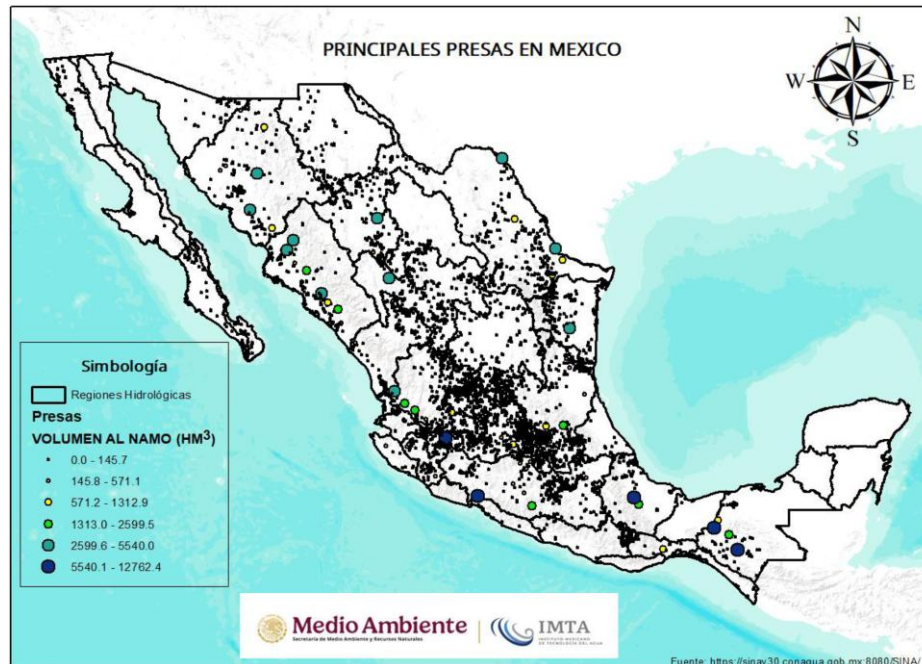 PRINCIPALES PRESAS EN MEXICO
N
W E
S
Simbología
Regiones Hidrológicas
Presas
VOLUMEN AL NAMO (HM³)
0.0 - 145.7
145.8 - 571.1
571.2 - 1312.9
1313.0 - 2599.5
2599.6 - 5540.0
5540.1 - 12762.4
Medio Ambiente
Secretaría de Medio Ambiente y Recursos Naturales
IMTA
INSTITUTO MEXICANO
DE TECNOLOGÍA DEL AGUA
Fuente: https://sinav30.conagua.gob.mx:8080/SINA/